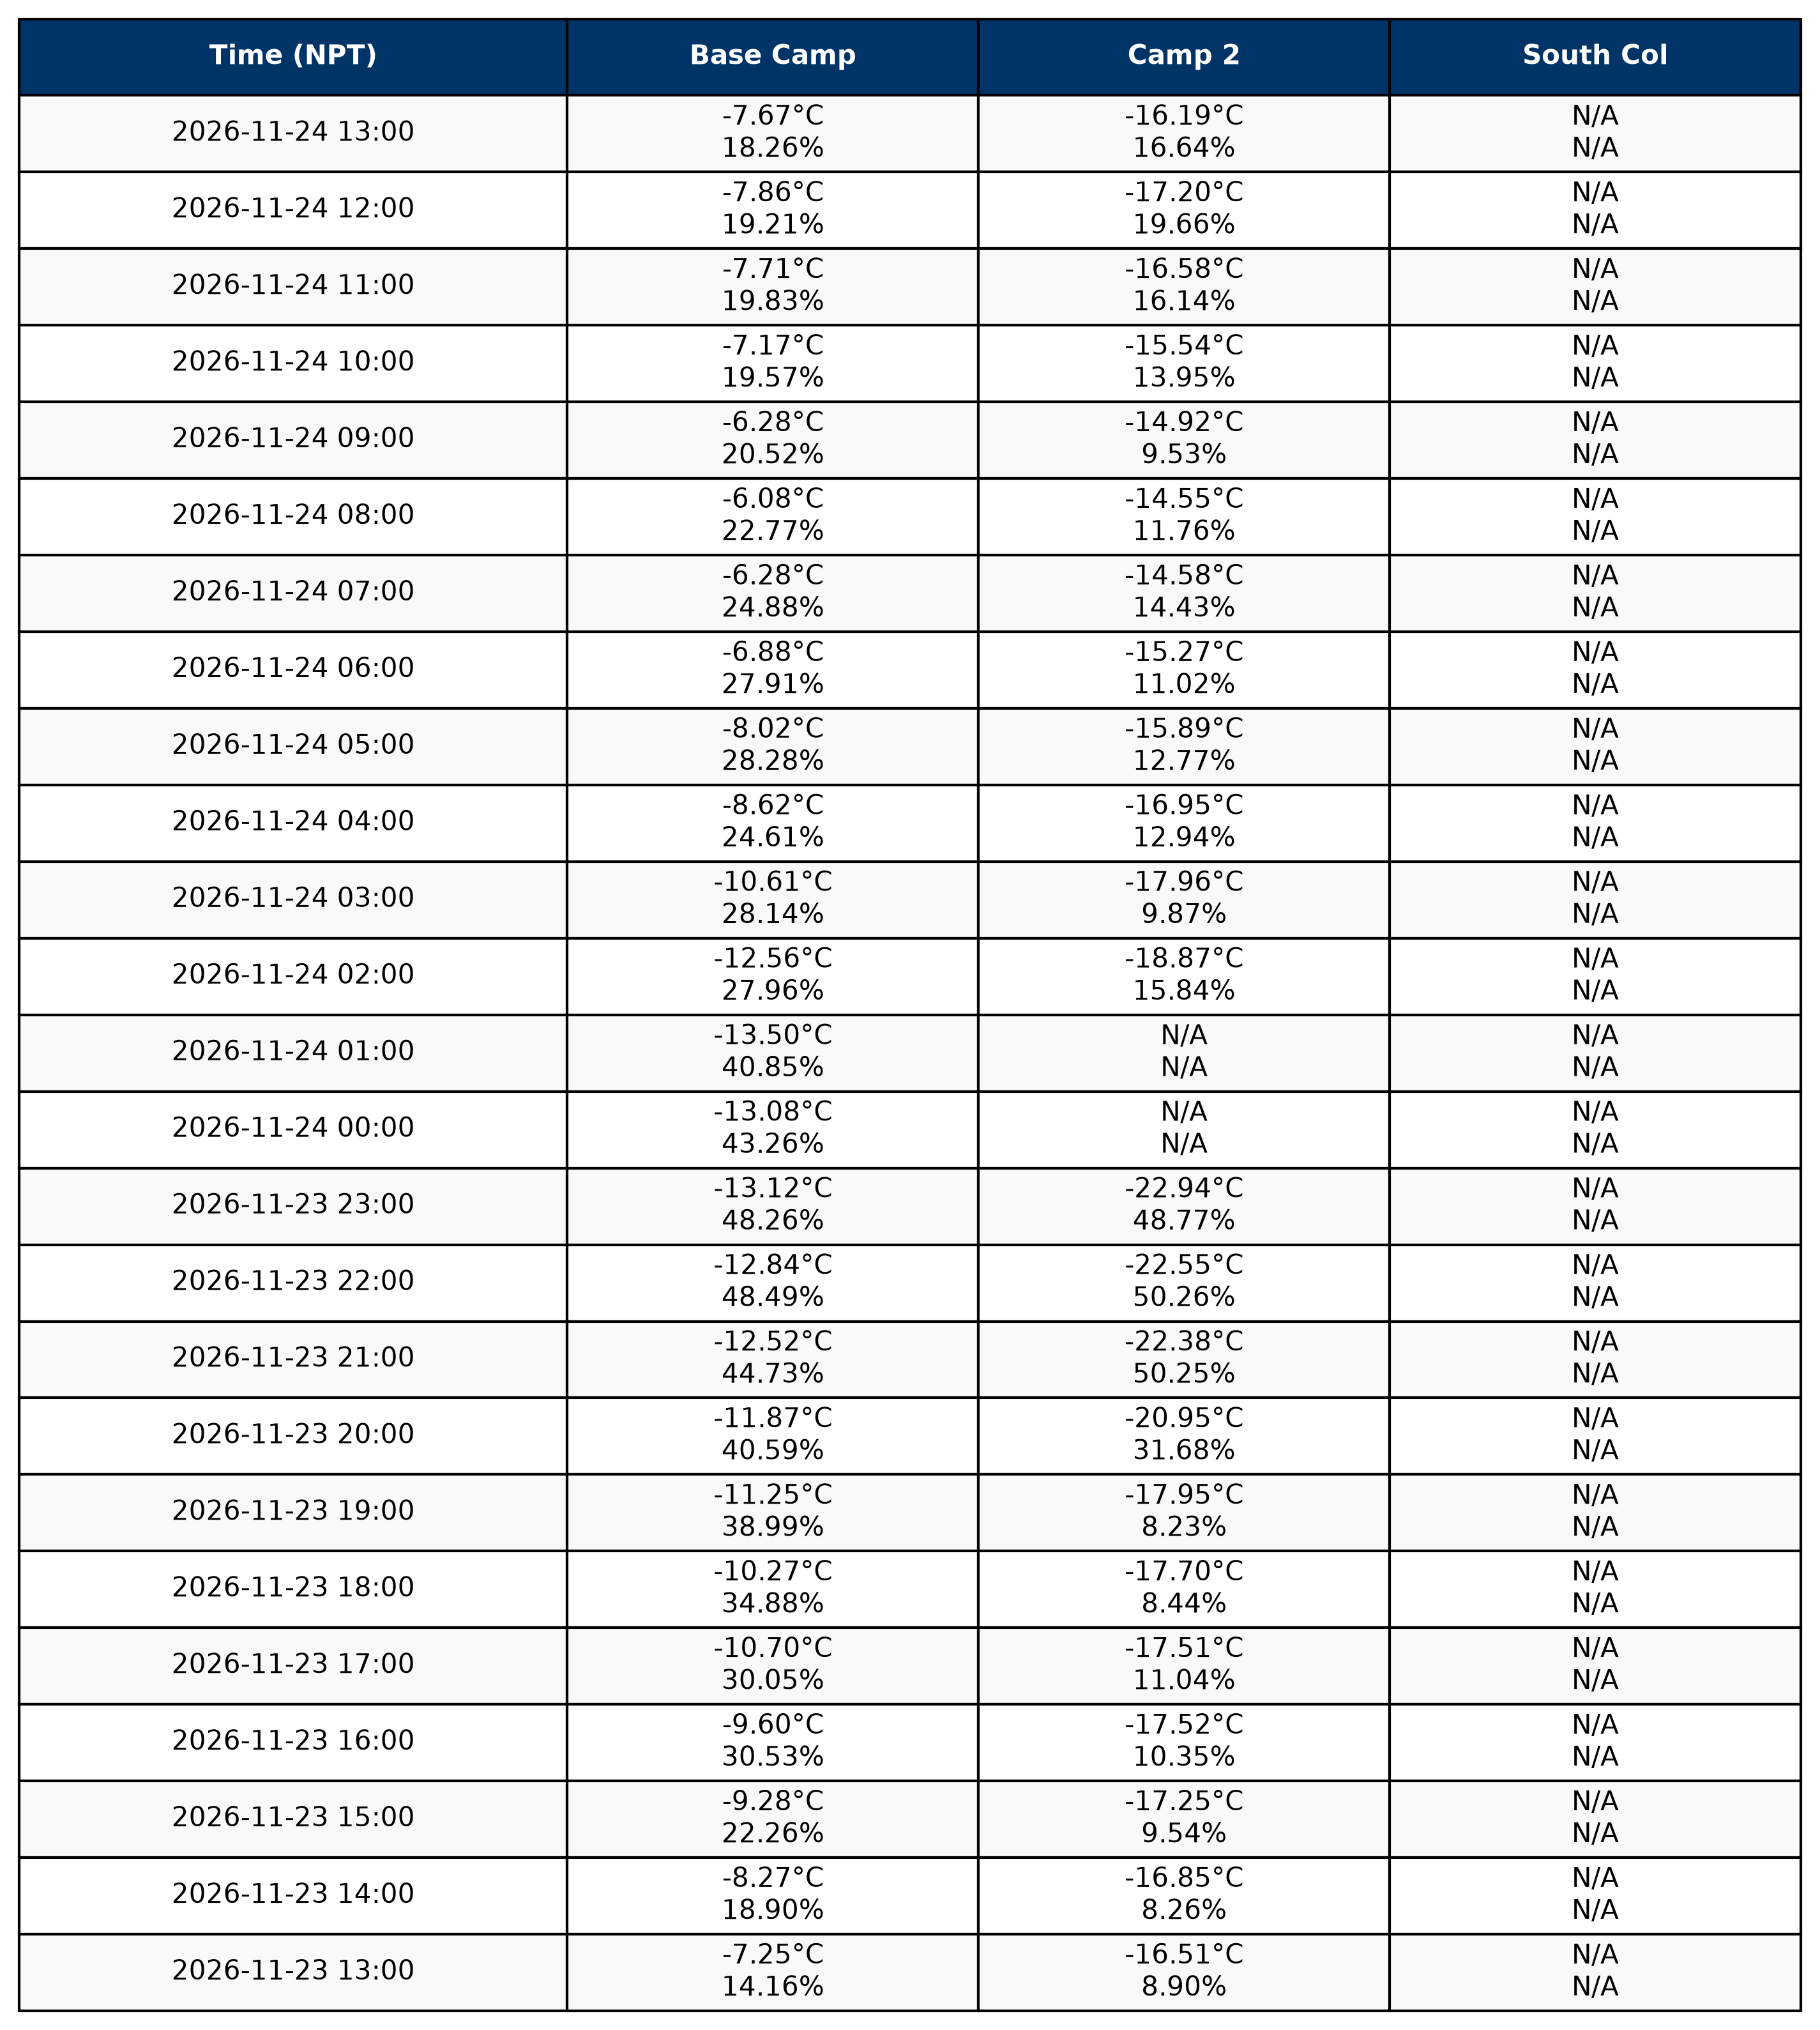 Time (NPT) Base Camp Camp 2 South Col
-7.67°C -16.19°C N/A
2026-11-24 13:00
18.26% 16.64% N/A
-7.86°C -17.20°C N/A
2026-11-24 12:00
19.21% 19.66% N/A
-7.71°C -16.58°C N/A
2026-11-24 11:00
19.83% 16.14% N/A
-7.17°C -15.54°C N/A
2026-11-24 10:00
19.57% 13.95% N/A
-6.28°C -14.92°C N/A
2026-11-24 09:00
20.52% 9.53% N/A
-6.08°C -14.55°C N/A
2026-11-24 08:00
22.77% 11.76% N/A
-6.28°C -14.58°C N/A
2026-11-24 07:00
24.88% 14.43% N/A
-6.88°C -15.27°C N/A
2026-11-24 06:00
27.91% 11.02% N/A
-8.02°C -15.89°C N/A
2026-11-24 05:00
28.28% 12.77% N/A
-8.62°C -16.95°C N/A
2026-11-24 04:00
24.61% 12.94% N/A
-10.61°C -17.96°C N/A
2026-11-24 03:00
28.14% 9.87% N/A
-12.56°C -18.87°C N/A
2026-11-24 02:00
27.96% 15.84% N/A
-13.50°C N/A N/A
2026-11-24 01:00
40.85% N/A N/A
-13.08°C N/A N/A
2026-11-24 00:00
43.26% N/A N/A
-13.12°C -22.94°C N/A
2026-11-23 23:00
48.26% 48.77% N/A
-12.84°C -22.55°C N/A
2026-11-23 22:00
48.49% 50.26% N/A
-12.52°C -22.38°C N/A
2026-11-23 21:00
44.73% 50.25% N/A
-11.87°C -20.95°C N/A
2026-11-23 20:00
40.59% 31.68% N/A
-11.25°C -17.95°C N/A
2026-11-23 19:00
38.99% 8.23% N/A
-10.27°C -17.70°C N/A
2026-11-23 18:00
34.88% 8.44% N/A
-10.70°C -17.51°C N/A
2026-11-23 17:00
30.05% 11.04% N/A
-9.60°C -17.52°C N/A
2026-11-23 16:00
30.53% 10.35% N/A
-9.28°C -17.25°C N/A
2026-11-23 15:00
22.26% 9.54% N/A
-8.27°C -16.85°C N/A
2026-11-23 14:00
18.90% 8.26% N/A
-7.25°C -16.51°C N/A
2026-11-23 13:00
14.16% 8.90% N/A